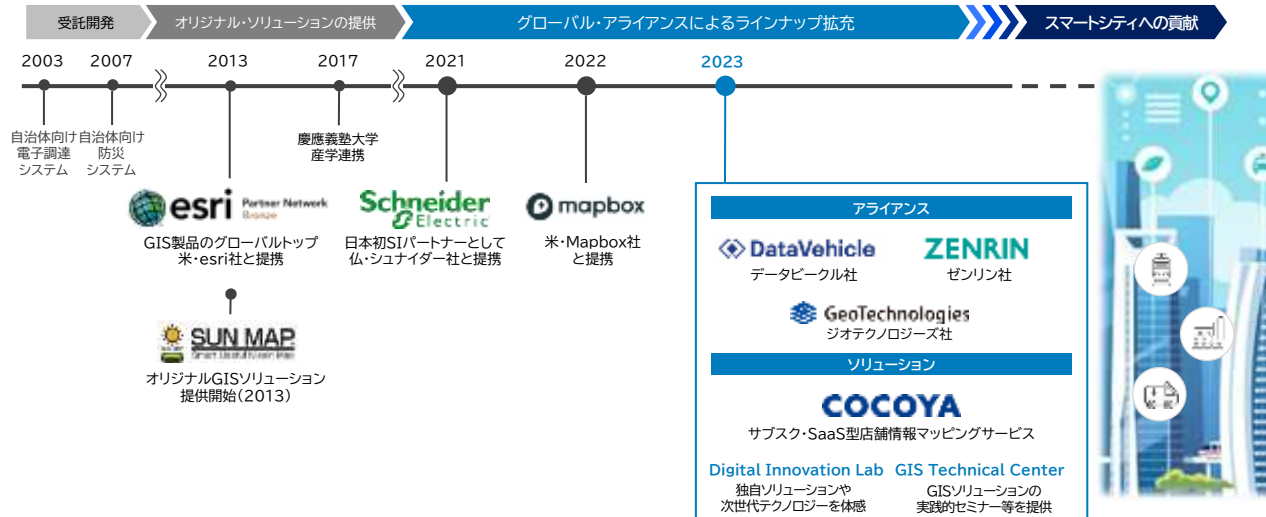 受託開発
オリジナル・ソリューションの提供
グローバル・アライアンスによるラインナップ拡充
スマートシティへの貢献
2003
2007
2013
2017
2021
2022
2023
自治体向け
電子調達
システム
自治体向け
防災
システム
慶應義塾大学
産学連携
esri Partner Network
Bronze
GIS製品のグローバルトップ
米・esri社と提携
Schneider
Electric
日本初SIパートナーとして
仏・シュナイダー社と提携
mapbox
米・Mapbox社
と提携
SUN MAP
オリジナルGISソリューション
提供開始(2013)
アライアンス
DataVehicle
データビークル社
ZENRIN
ゼンリン社
GeoTechnologies
ジオテクノロジーズ社
ソリューション
COCOYA
サブスク・SaaS型店舗情報マッピングサービス
Digital Innovation Lab
独自ソリューションや
次世代テクノロジーを体感
GIS Technical Center
GISソリューションの
実践的セミナー等を提供